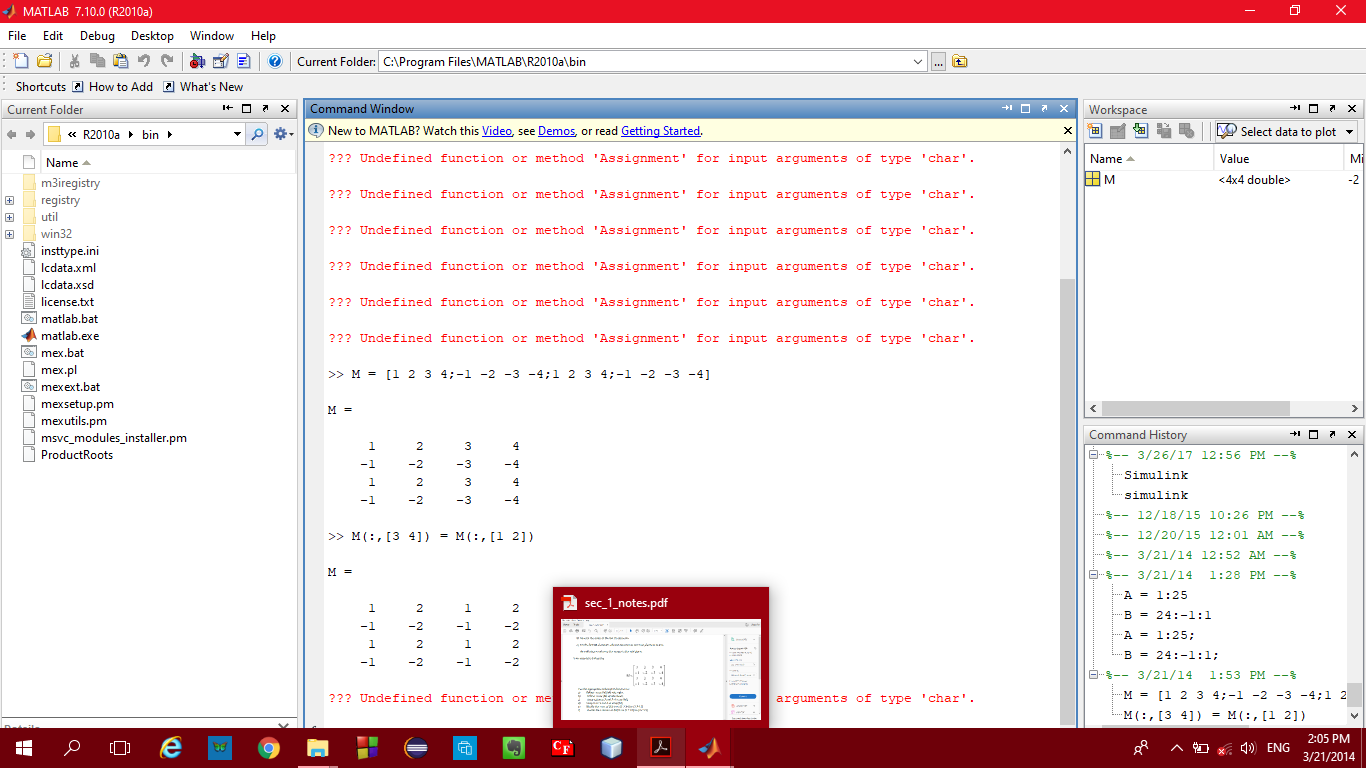 MATLAB 7.10.0 (R2010a)
File Edit Debug Desktop Window Help
Current Folder: C:\Program Files\MATLAB\R2010a\bin ...
Shortcuts How to Add What's New
Current Folder
« R2010a bin
Name
m3iregistry
registry
util
win32
insttype.ini
lcdata.xml
lcdata.xsd
license.txt
matlab.bat
matlab.exe
mex.bat
mex.pl
mexext.bat
mexsetup.pm
mexutils.pm
msvc_modules_installer.pm
ProductRoots
Details
Command Window
New to MATLAB? Watch this Video, see Demos, or read Getting Started.
??? Undefined function or method 'Assignment' for input arguments of type 'char'.
??? Undefined function or method 'Assignment' for input arguments of type 'char'.
??? Undefined function or method 'Assignment' for input arguments of type 'char'.
??? Undefined function or method 'Assignment' for input arguments of type 'char'.
??? Undefined function or method 'Assignment' for input arguments of type 'char'.
??? Undefined function or method 'Assignment' for input arguments of type 'char'.
>> M = [1 2 3 4;-1 -2 -3 -4;1 2 3 4;-1 -2 -3 -4]
M =
1 2 3 4
-1 -2 -3 -4
1 2 3 4
-1 -2 -3 -4
>> M(:,[3 4]) = M(:,[1 2])
M =
1 2 1 2
-1 -2 -1 -2
1 2 1 2
-1 -2 -1 -2
??? Undefined function or me arguments of type 'char'.
sec_1_notes.pdf
Workspace
Select data to plot
Name Value Mi
M <4x4 double> -2
Command History
%-- 3/26/17 12:56 PM --%
Simulink
simulink
%-- 12/18/15 10:26 PM --%
%-- 12/20/15 12:01 AM --%
%-- 3/21/14 12:52 AM --%
%-- 3/21/14 1:28 PM --%
A = 1:25
B = 24:-1:1
A = 1:25;
B = 24:-1:1;
%-- 3/21/14 1:53 PM --%
M = [1 2 3 4;-1 -2 -3 -4;1 2
M(:,[3 4]) = M(:,[1 2])
CF
ENG
2:05 PM
3/21/2014